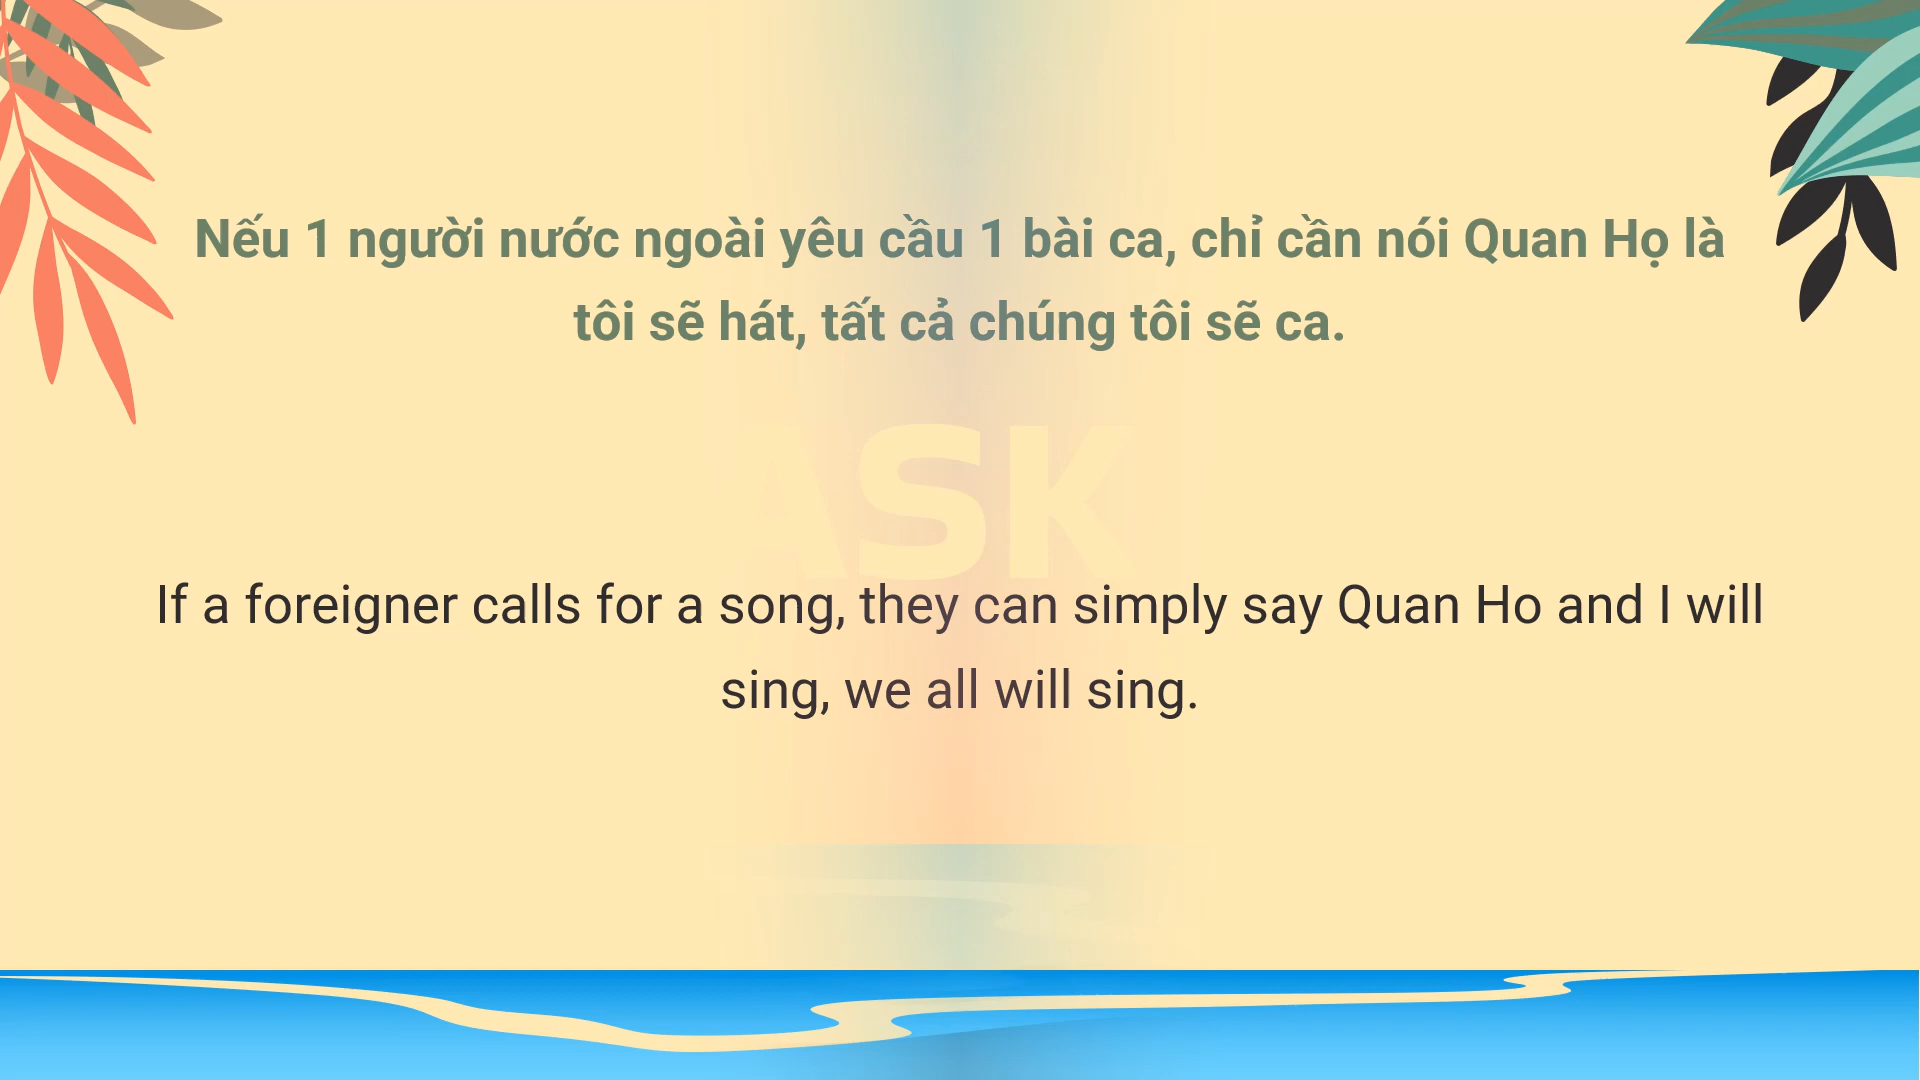 Nếu 1 người nước ngoài yêu cầu 1 bài ca, chỉ cần nói Quan Họ là
tôi sẽ hát, tất cả chúng tôi sẽ ca.
ASK
If a foreigner calls for a song, they can simply say Quan Ho and I will
sing, we all will sing.